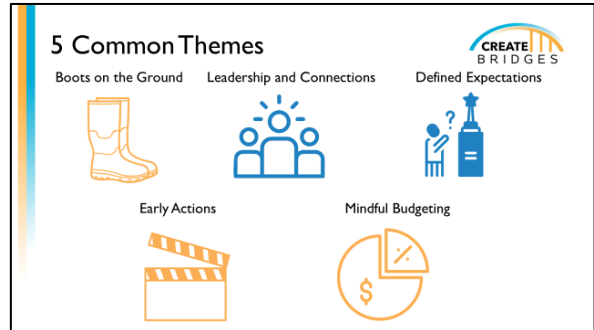 5 Common Themes
CREATE
BRIDGES
Boots on the Ground
Leadership and Connections
Defined Expectations
?
=
Early Actions
Mindful Budgeting
%
$